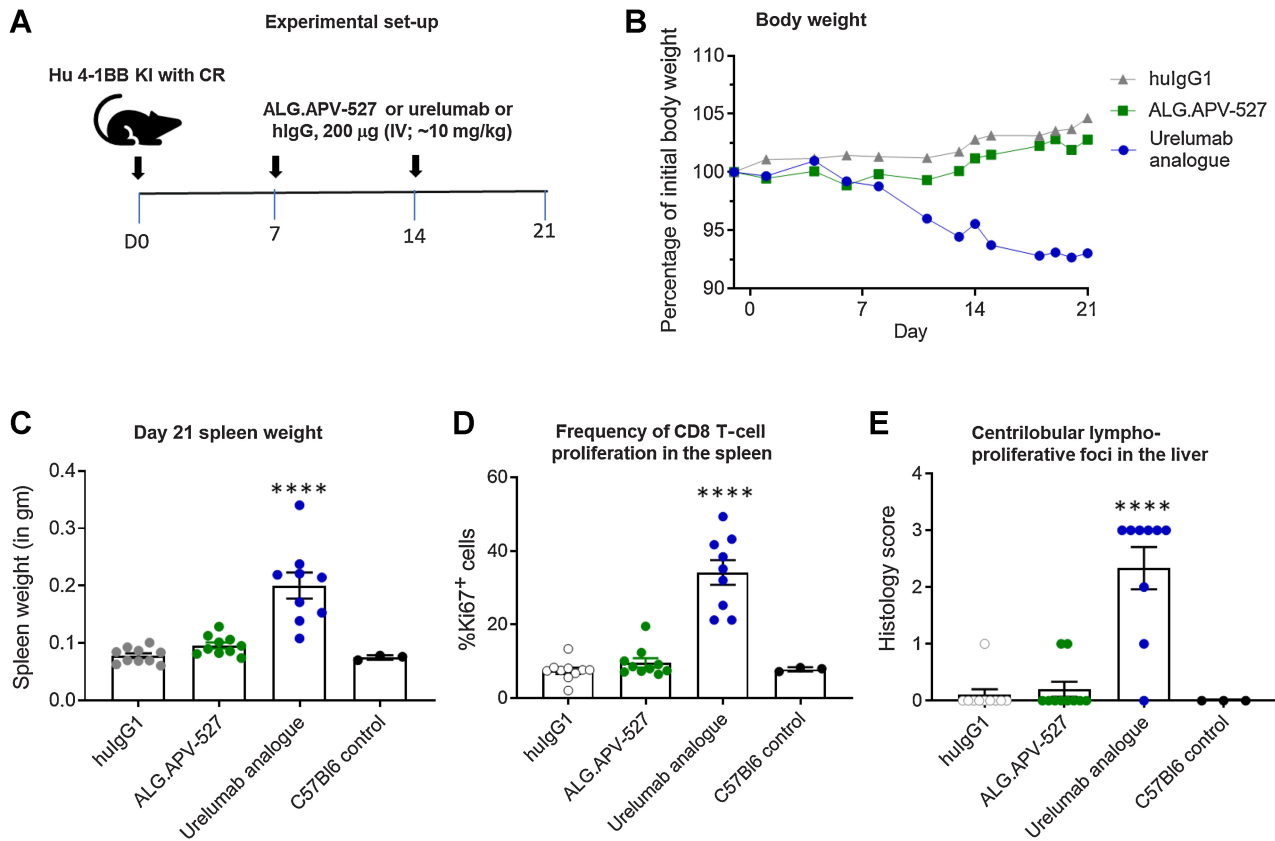 A
Experimental set-up
Hu 4-1BB KI with CR
ALG.APV-527 or urelumab or
hIgG, 200 µg (IV; ~10 mg/kg)
D0
7
14
21
B
Body weight
Percentage of initial body weight
110
105
100
95
90
0
7
14
21
Day
huIgG1
ALG.APV-527
Urelumab
analogue
C
Day 21 spleen weight
Spleen weight (in gm)
0.4
0.3
0.2
0.1
0.0
****
huIgG1
ALG.APV-527
Urelumab analogue
C57Bl6 control
D
Frequency of CD8 T-cell
proliferation in the spleen
%Ki67⁺ cells
60
40
20
0
****
huIgG1
ALG.APV-527
Urelumab analogue
C57Bl6 control
E
Centrilobular lympho-
proliferative foci in the liver
Histology score
4
3
2
1
0
****
huIgG1
ALG.APV-527
Urelumab analogue
C57Bl6 control